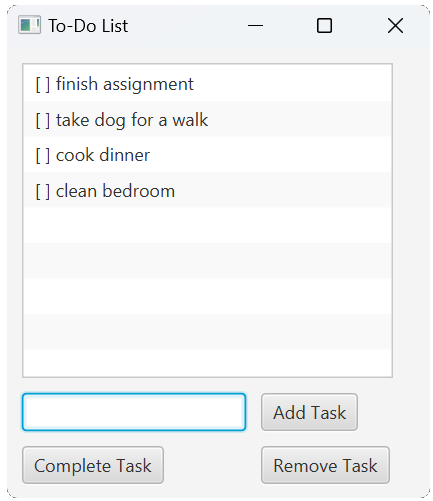 To-Do List
[ ] finish assignment
[ ] take dog for a walk
[ ] cook dinner
[ ] clean bedroom
Add Task
Complete Task Remove Task